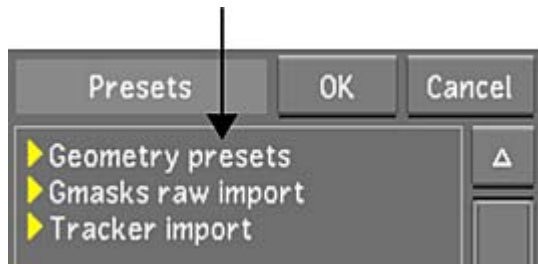 Presets OK Cancel
Geometry presets
Gmasks raw import
Tracker import